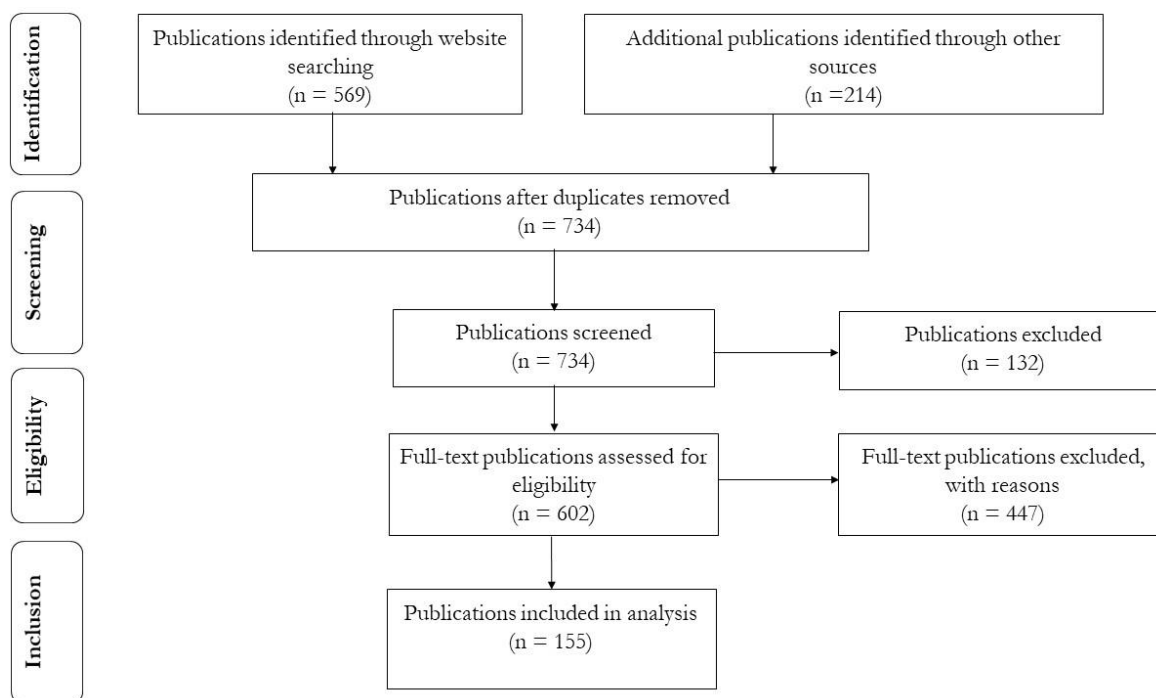 Identification
Publications identified through website
searching
(n = 569)
Additional publications identified through other
sources
(n =214)
Screening
Publications after duplicates removed
(n = 734)
Publications screened
(n = 734)
Publications excluded
(n = 132)
Eligibility
Full-text publications assessed for
eligibility
(n = 602)
Full-text publications excluded,
with reasons
(n = 447)
Inclusion
Publications included in analysis
(n = 155)